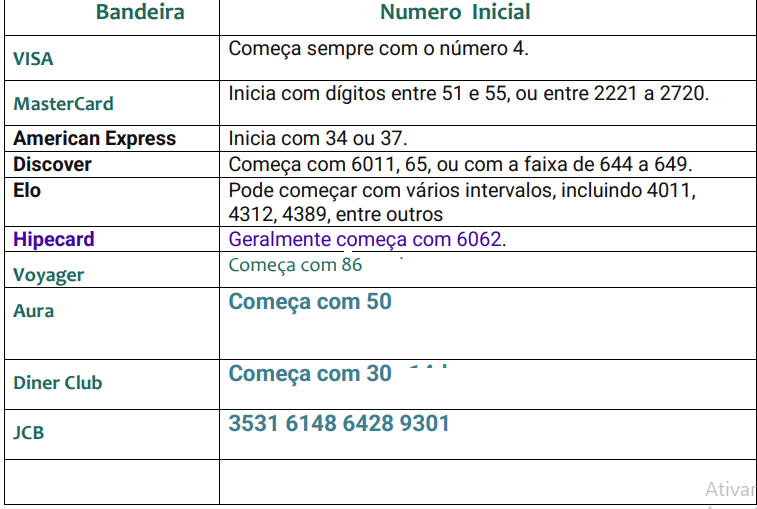 Bandeira Numero Inicial
VISA Começa sempre com o número 4.
MasterCard Inicia com dígitos entre 51 e 55, ou entre 2221 a 2720.
American Express Inicia com 34 ou 37.
Discover Começa com 6011, 65, ou com a faixa de 644 a 649.
Elo Pode começar com vários intervalos, incluindo 4011,
4312, 4389, entre outros
Hipecard Geralmente começa com 6062.
Voyager Começa com 86
Aura Começa com 50
Diner Club Começa com 30
JCB 3531 6148 6428 9301
Ativar